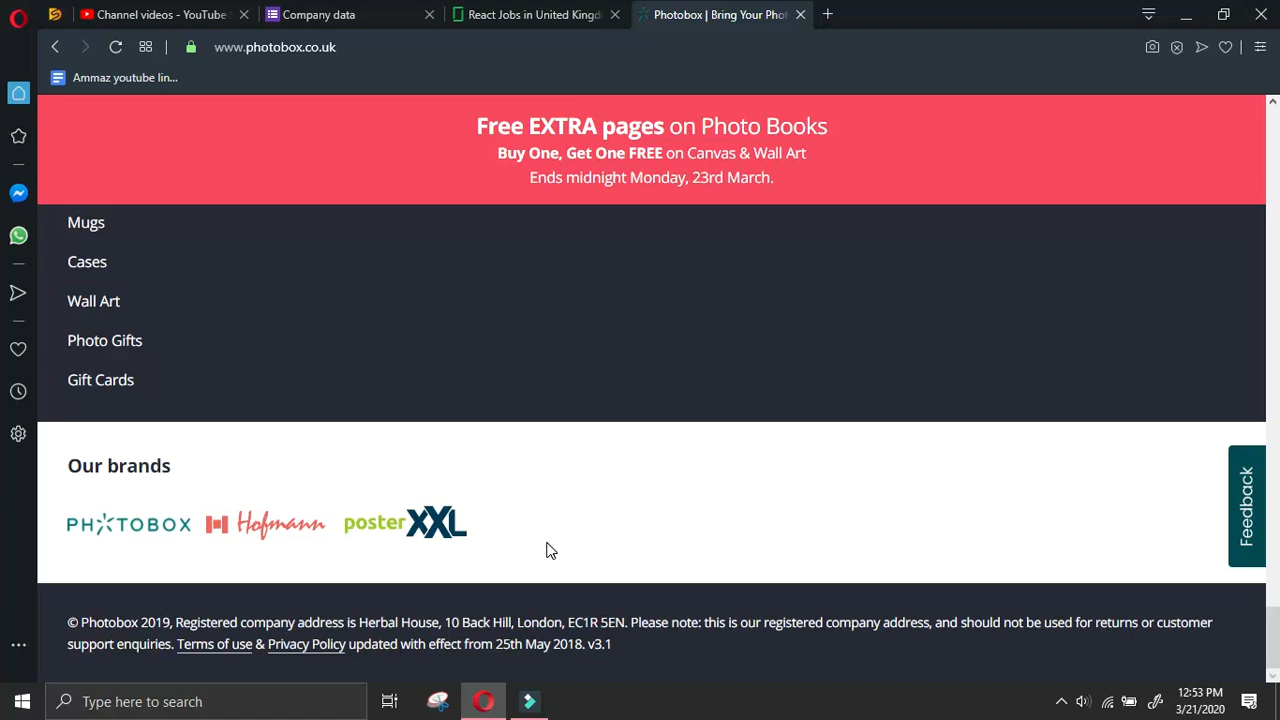 Channel videos - YouTube S
Company data
React Jobs in United Kingd
Photobox | Bring Your Phot
www.photobox.co.uk
Ammaz youtube lin...
Free EXTRA pages on Photo Books
Buy One, Get One FREE on Canvas & Wall Art
Ends midnight Monday, 23rd March.
Mugs
Cases
Wall Art
Photo Gifts
Gift Cards
Our brands
PHOTOBOX Hofmann posterXXL
Feedback
© Photobox 2019, Registered company address is Herbal House, 10 Back Hill, London, EC1R 5EN. Please note: this is our registered company address, and should not be used for returns or customer
support enquiries. Terms of use & Privacy Policy updated with effect from 25th May 2018. v3.1
Type here to search
12:53 PM
3/21/2020